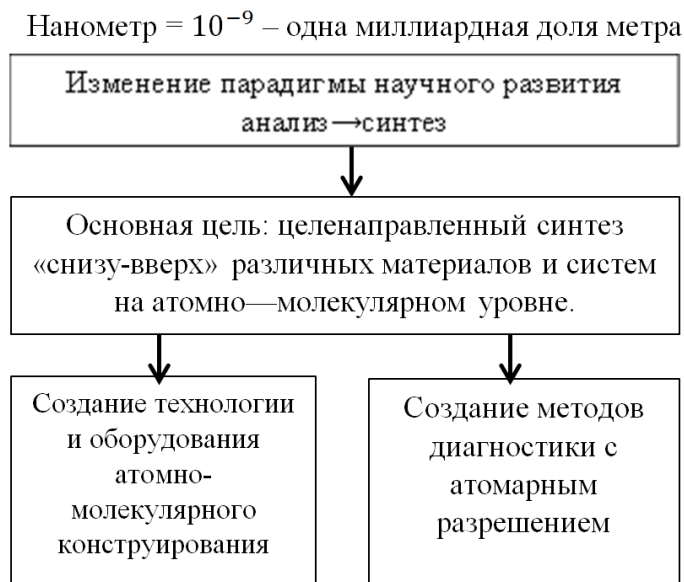 Нанометр = 10⁻⁹ – одна миллиардная доля метра
Изменение парадигмы научного развития
анализ→синтез
Основная цель: целенаправленный синтез
«снизу-вверх» различных материалов и систем
на атомно—молекулярном уровне.
Создание технологии
и оборудования
атомно-
молекулярного
конструирования
Создание методов
диагностики с
атомарным
разрешением